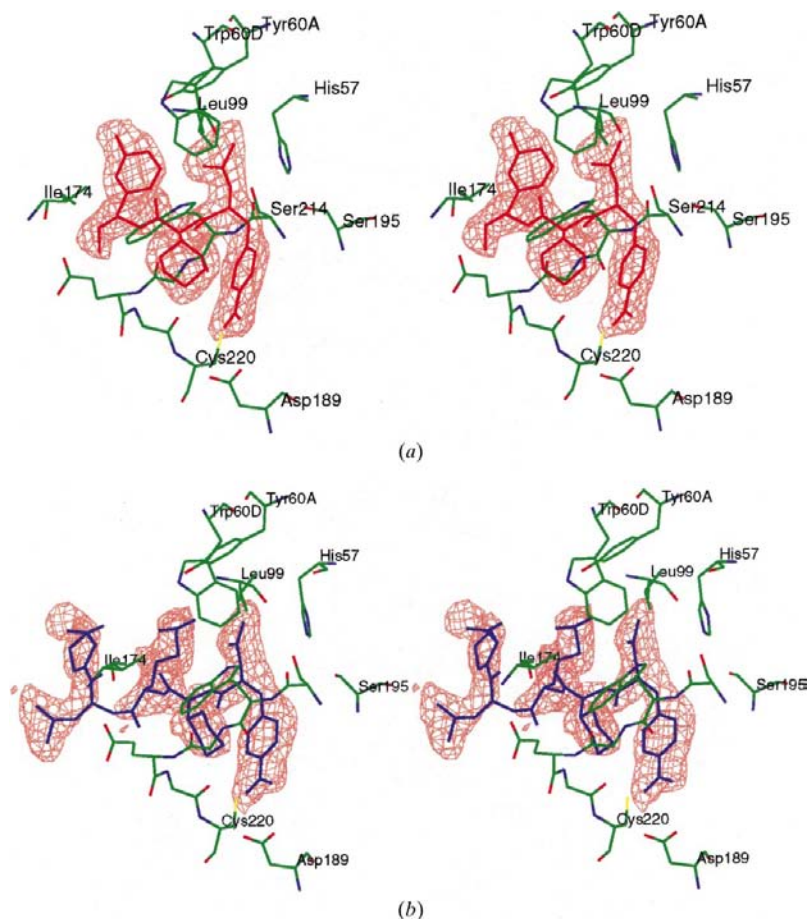 Trp60D Tyr60A Trp60D Tyr60A
His57 His57
Leu99 Leu99
Ile174 Ile174
Ser214 Ser214
Ser195 Ser195
Cys220 Cys220
Asp189 Asp189
(a)
Trp60D Tyr60A Trp60D Tyr60A
His57 His57
Leu99 Leu99
Ile174 Ile174
Ser195 Ser195
Cys220 Cys220
Asp189 Asp189
(b)